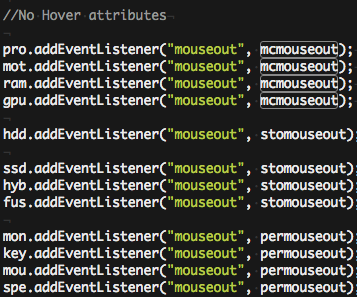 //No Hover attributes
pro.addEventListener("mouseout", mcmouseout);
mot.addEventListener("mouseout", mcmouseout);
ram.addEventListener("mouseout", mcmouseout);
gpu.addEventListener("mouseout", mcmouseout);
hdd.addEventListener("mouseout", stomouseout);
ssd.addEventListener("mouseout", stomouseout);
hyb.addEventListener("mouseout", stomouseout);
fus.addEventListener("mouseout", stomouseout);
mon.addEventListener("mouseout", permouseout);
key.addEventListener("mouseout", permouseout);
mou.addEventListener("mouseout", permouseout);
spe.addEventListener("mouseout", permouseout);